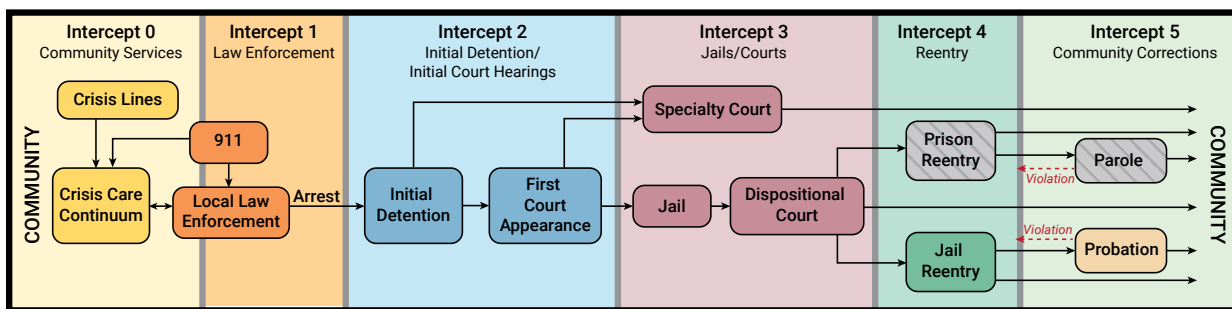 Intercept 0
Community Services
Intercept 1
Law Enforcement
Intercept 2
Initial Detention/
Initial Court Hearings
Intercept 3
Jails/Courts
Intercept 4
Reentry
Intercept 5
Community Corrections
COMMUNITY
Crisis Lines
911
Crisis Care
Continuum
Local Law
Enforcement
Arrest
Initial
Detention
First
Court
Appearance
Specialty Court
Jail
Dispositional
Court
Prison
Reentry
Violation
Parole
Jail
Reentry
Violation
Probation
COMMUNITY